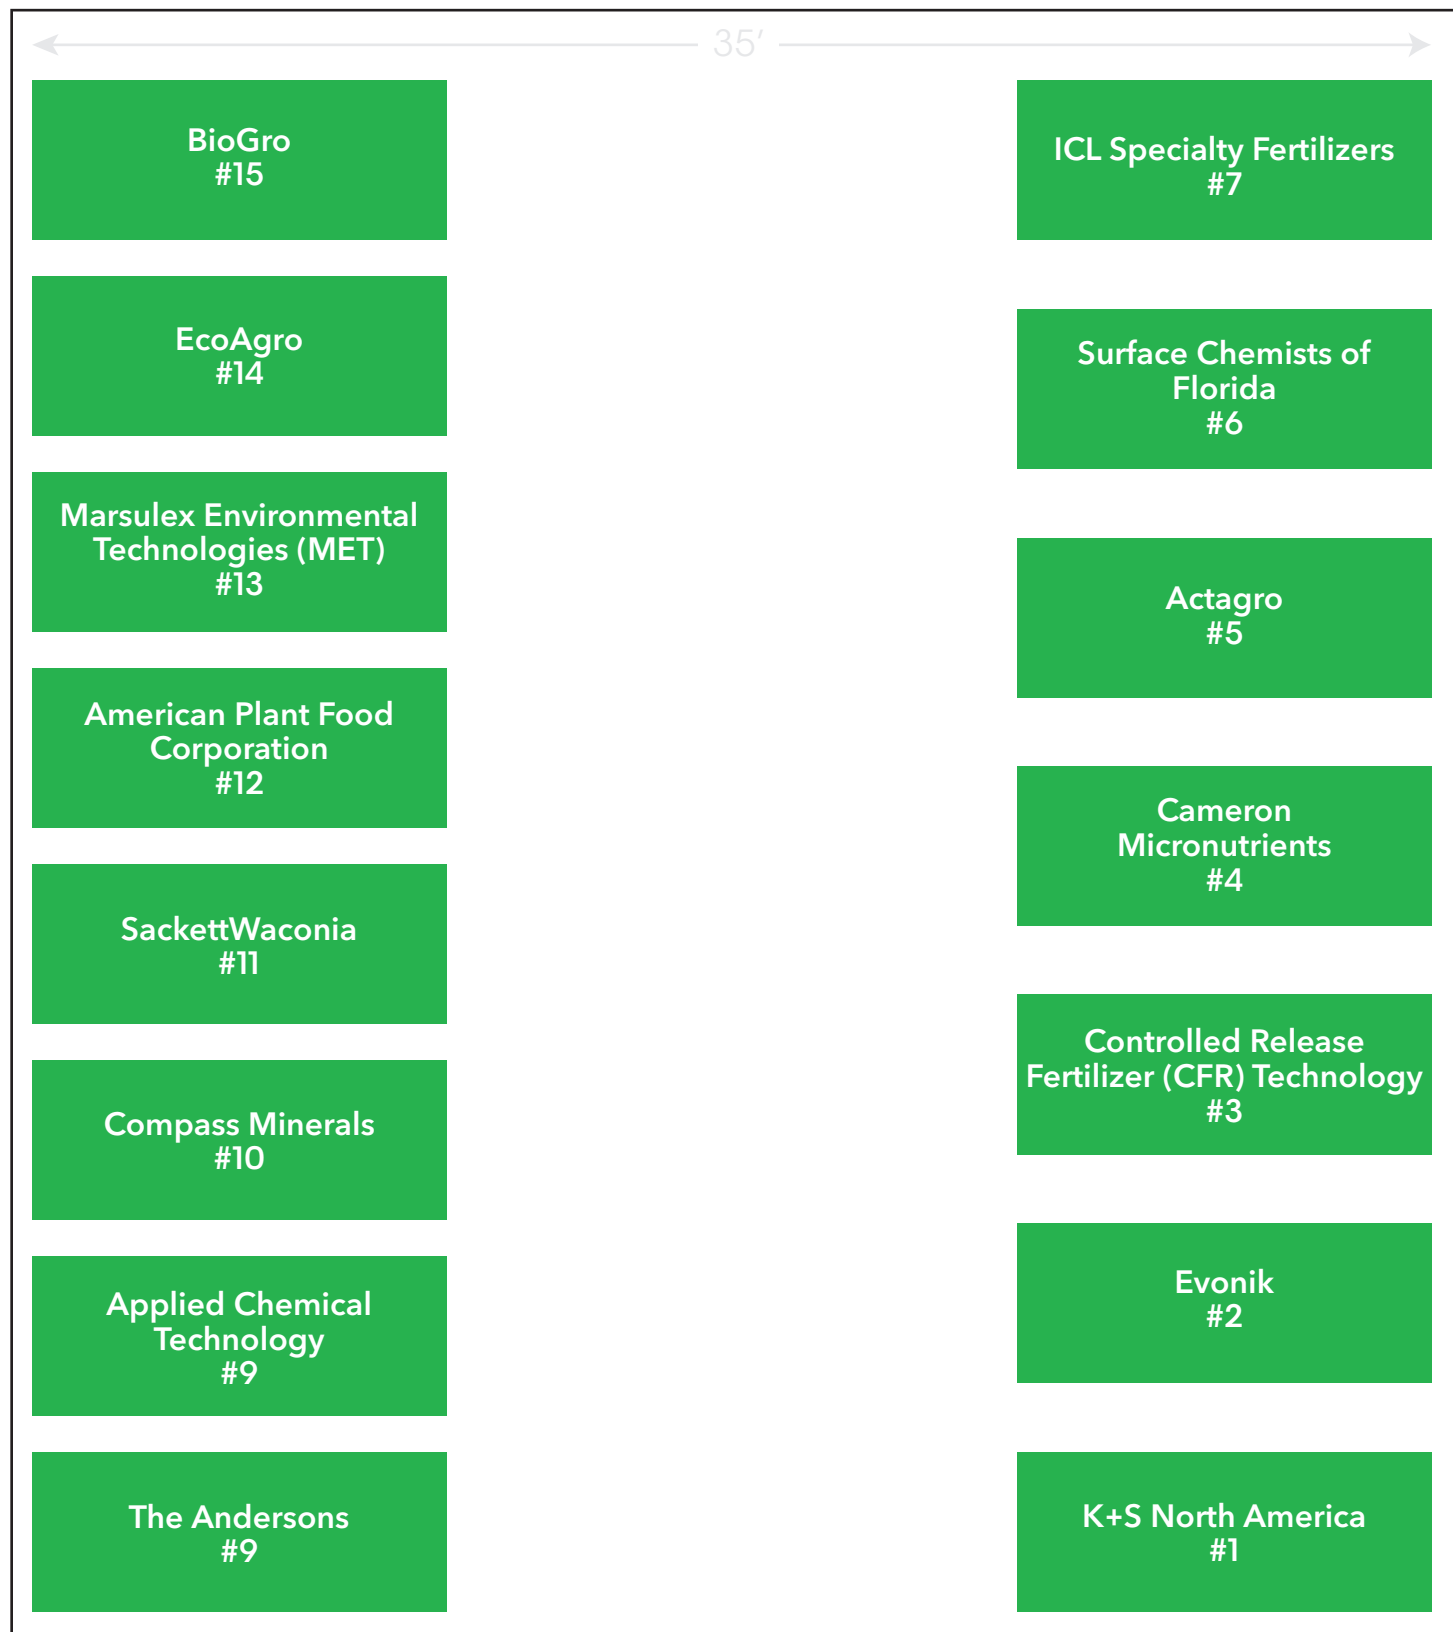 35’
BioGro
#15
EcoAgro
#14
Marsulex Environmental
Technologies (MET)
#13
American Plant Food
Corporation
#12
SackettWaconia
#11
Compass Minerals
#10
Applied Chemical
Technology
#9
The Andersons
#9
ICL Specialty Fertilizers
#7
Surface Chemists of
Florida
#6
Actagro
#5
Cameron
Micronutrients
#4
Controlled Release
Fertilizer (CFR) Technology
#3
Evonik
#2
K+S North America
#1